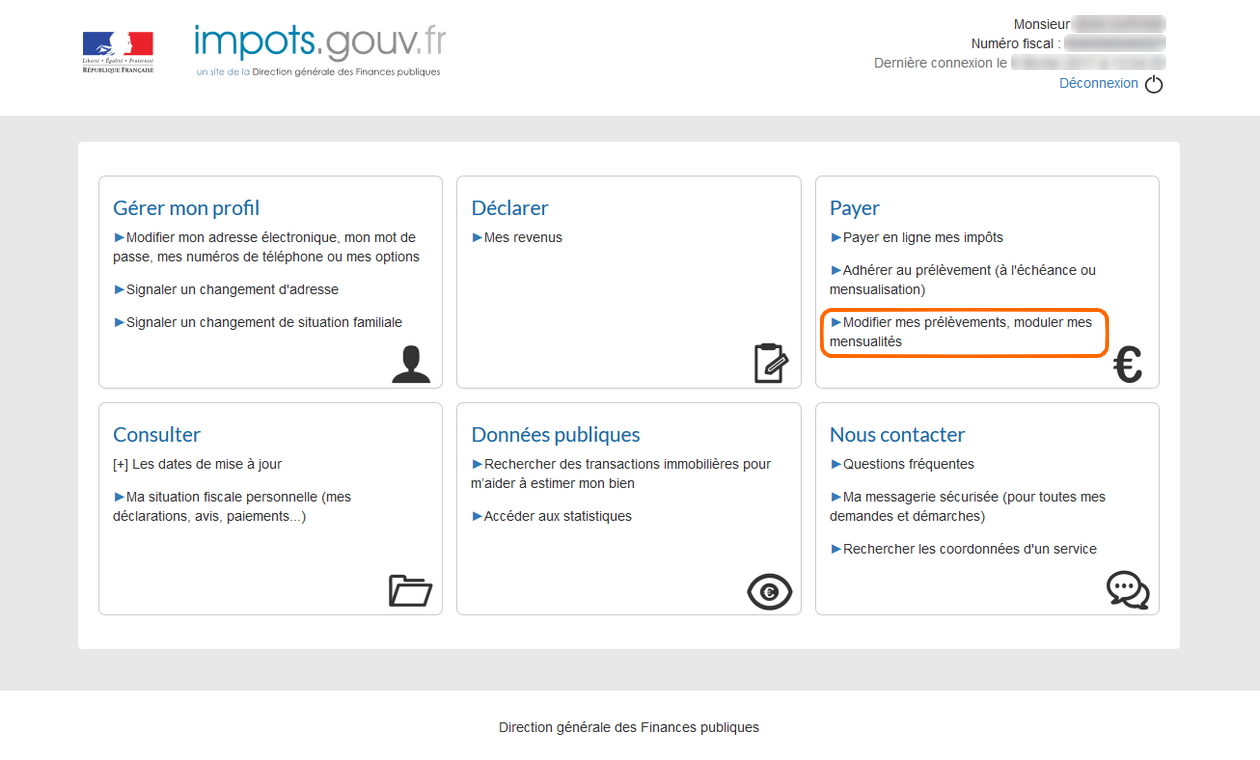 Liberté • Égalité • Fraternité
RÉPUBLIQUE FRANÇAISE
impots.gouv.fr
un site de la Direction générale des Finances publiques
Monsieur
Numéro fiscal :
Dernière connexion le
Déconnexion
Gérer mon profil
►Modifier mon adresse électronique, mon mot de
passe, mes numéros de téléphone ou mes options
►Signaler un changement d'adresse
►Signaler un changement de situation familiale
Déclarer
►Mes revenus
Payer
►Payer en ligne mes impôts
►Adhérer au prélèvement (à l'échéance ou
mensualisation)
►Modifier mes prélèvements, moduler mes
mensualités
€
Consulter
[+] Les dates de mise à jour
►Ma situation fiscale personnelle (mes
déclarations, avis, paiements...)
Données publiques
►Rechercher des transactions immobilières pour
m'aider à estimer mon bien
►Accéder aux statistiques
€
Nous contacter
►Questions fréquentes
►Ma messagerie sécurisée (pour toutes mes
demandes et démarches)
►Rechercher les coordonnées d'un service
Direction générale des Finances publiques